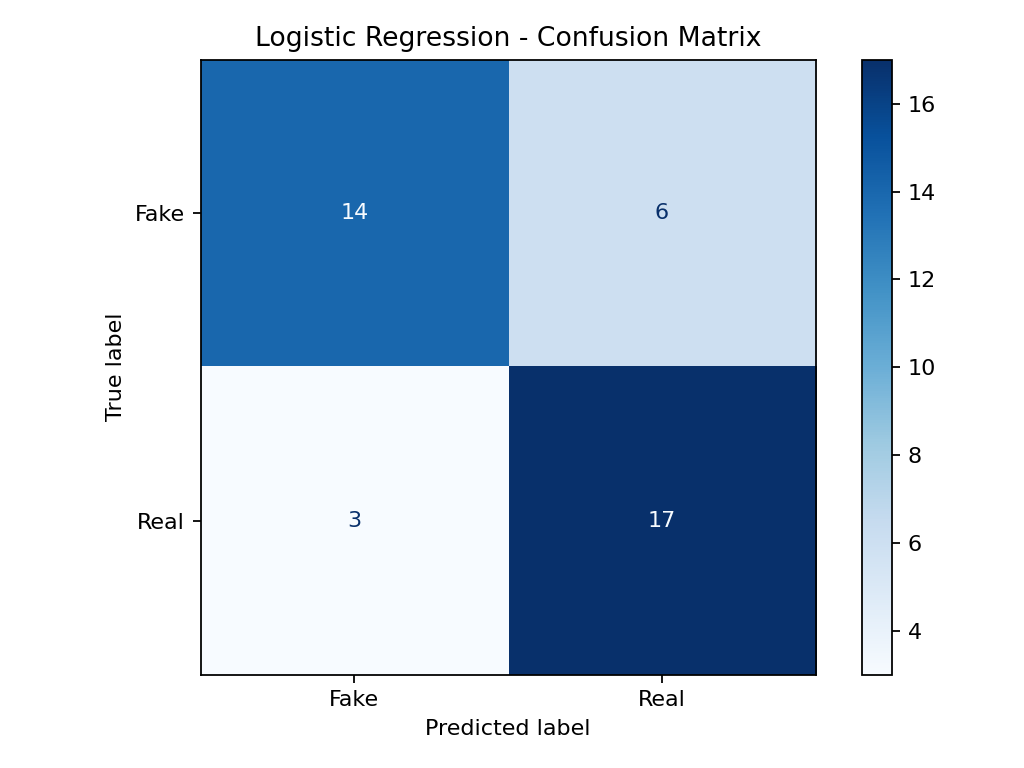 Logistic Regression - Confusion Matrix
True label
Fake
Real
14
6
3
17
Fake
Real
Predicted label
16
14
12
10
8
6
4